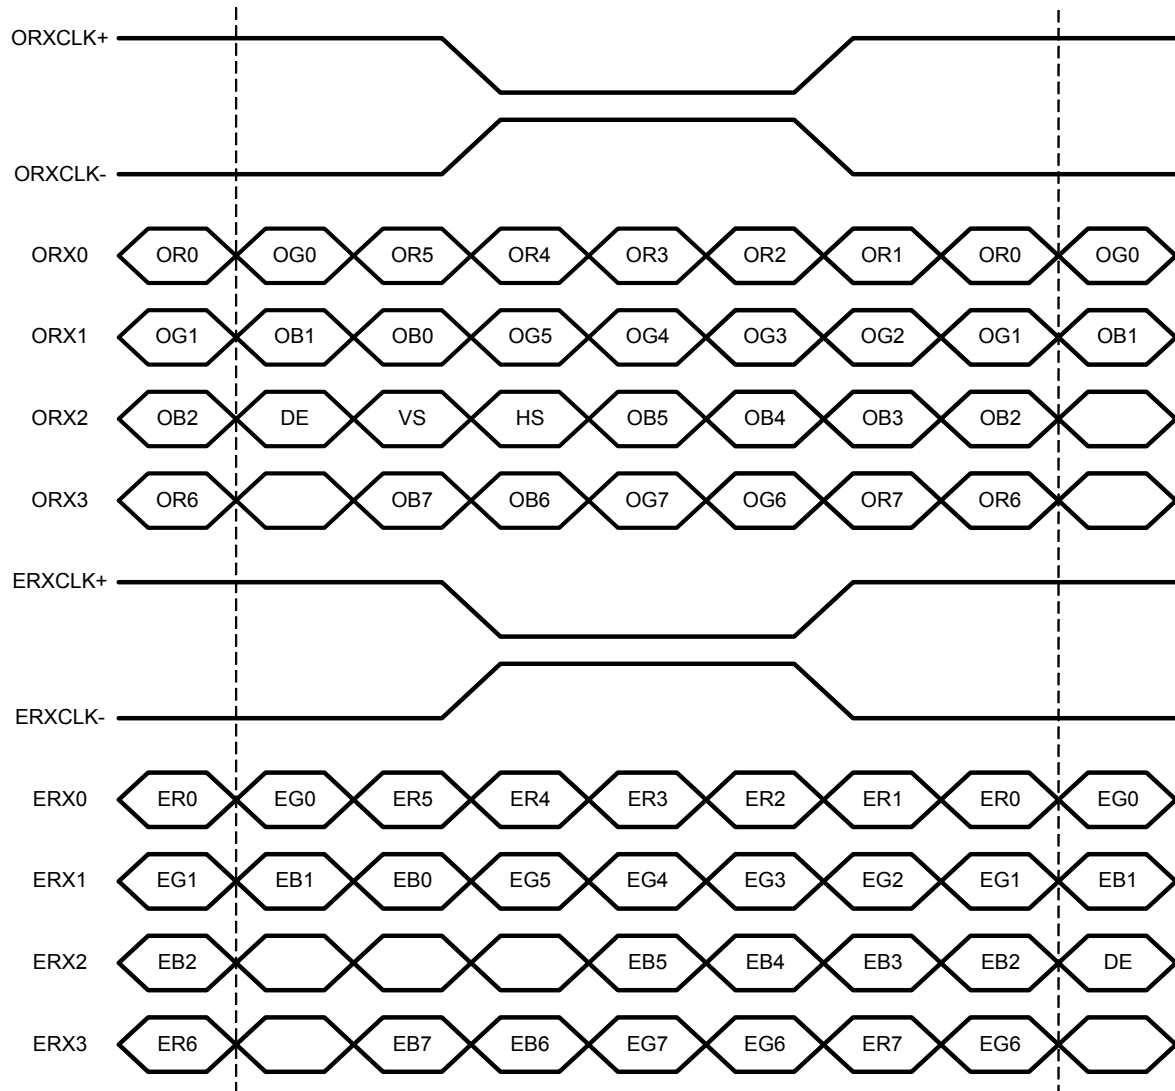 ORXCLK+
ORXCLK-
ORX0 OR0 OG0 OR5 OR4 OR3 OR2 OR1 OR0 OG0
ORX1 OG1 OB1 OB0 OG5 OG4 OG3 OG2 OG1 OB1
ORX2 OB2 DE VS HS OB5 OB4 OB3 OB2
ORX3 OR6 OB7 OB6 OG7 OG6 OR7 OR6
ERXCLK+
ERXCLK-
ERX0 ER0 EG0 ER5 ER4 ER3 ER2 ER1 ER0 EG0
ERX1 EG1 EB1 EB0 EG5 EG4 EG3 EG2 EG1 EB1
ERX2 EB2 EB5 EB4 EB3 EB2 DE
ERX3 ER6 EB7 EB6 EG7 EG6 ER7 EG6